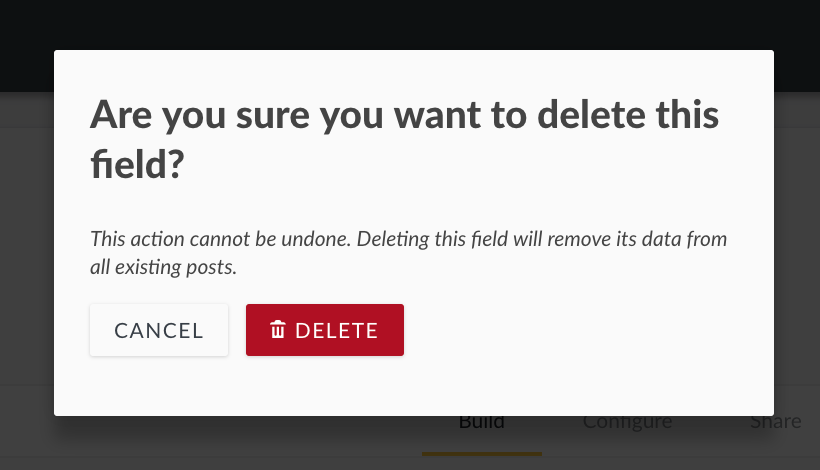 Are you sure you want to delete this
field?
This action cannot be undone. Deleting this field will remove its data from
all existing posts.
CANCEL
DELETE
Build
Configure
Share